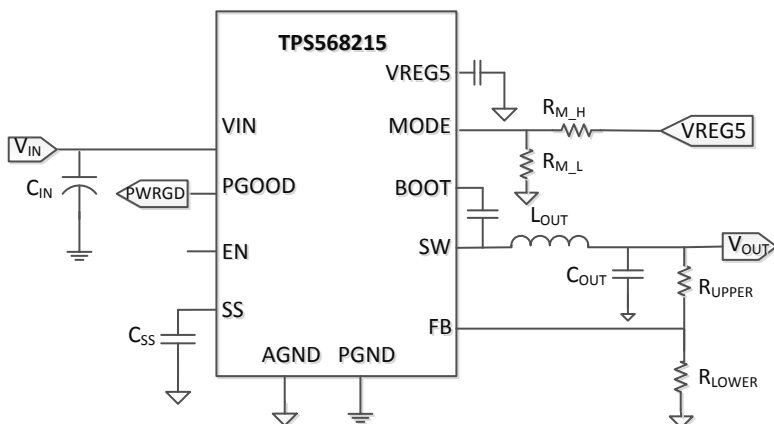 TPS568215
VREG5
R_M_H
VIN
MODE
VREG5
V_IN
R_M_L
C_IN
PWRGD
PGOOD
BOOT
L_OUT
EN
SW
V_OUT
C_OUT
R_UPPER
SS
FB
C_SS
AGND
PGND
R_LOWER